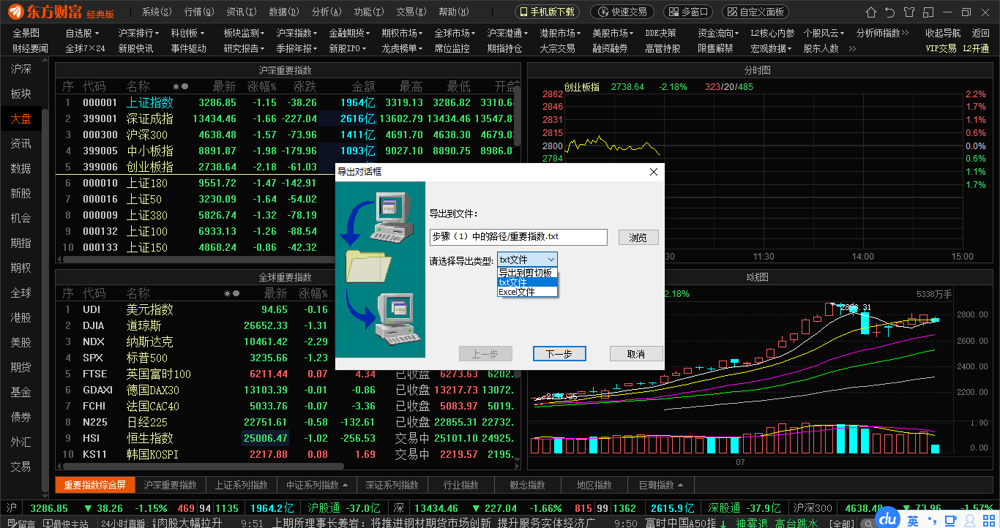 东方财富 经典版 系统(S) 行情(Q) 资讯(I) 数据(D) 分析(A) 功能(T) 交易(E) 帮助(H) 手机版下载 快速交易 多窗口 自定义面板
全景图 自选股 沪深排行 科创板 板块监测 沪深指数 金融期货 期权市场 全球市场 沪深港通 港股市场 美股市场 DDE决策 资金流向 L2核心内参 个股风云 分析师指数 收起导航 返回
财经要闻 全球7×24 新股快讯 事件驱动 研究报告 季报年报 新股IPO 龙虎榜单 席位监控 期指持仓 大宗交易 融资融券 高管持股 限售解禁 宏观数据 股东人数 VIP交易 L2开通
沪深
板块
大盘
资讯
数据
新股
机会
期指
期权
全球
港股
美股
期货
基金
债券
外汇
交易
沪深重要指数
序 代码 名称 最新 涨幅% 涨跌 金额 最高 最低 开盘
1 000001 上证指数 3286.85 -1.15 -38.26 1964亿 3319.13 3286.82 3310.6
2 399001 深证成指 13434.46 -1.66 -227.04 2616亿 13602.79 13434.46 13547.8
3 000300 沪深300 4638.48 -1.57 -73.96 1411亿 4691.70 4638.30 4679.0
4 399005 中小板指 8891.87 -1.98 -179.96 1093亿 9027.10 8890.75 8986.0
5 399006 创业板指 2738.64 -2.18 -61.03
6 000010 上证180 9551.72 -1.47 -142.91
7 000016 上证50 3230.09 -1.64 -54.02
8 000009 上证380 5826.74 -1.32 -78.19
9 000132 上证100 6933.13 -1.26 -88.54
10 000133 上证150 4868.24 -0.86 -42.32
分时图
创业板指 2738.64 -2.18% 323/20/485
2862 2.2%
2846 1.7%
2831 1.1%
2815 0.6%
2800 0.0%
2784 0.6%
1.1%
1.7%
30 11:30 14:00 15:00
导出对话框
导出到文件:
步骤（1）中的路径/重要指数.txt 浏览
请选择导出类型: txt文件
导出到剪切板
txt文件
Excel文件
上一步 下一步 取消
全球重要指数
序 代码 名称 最新 涨幅%
1 UDI 美元指数 94.65 -0.16
2 DJIA 道琼斯 26652.33 -1.31
3 NDX 纳斯达克 10461.42 -2.29
4 SPX 标普500 3235.66 -1.23
5 FTSE 英国富时100 6211.44 0.07 4.34 已收盘 6273.63 6202.
6 GDAXI 德国DAX30 13103.39 -0.01 -0.86 已收盘 13217.73 13072.
7 FCHI 法国CAC40 5033.76 -0.07 -3.36 已收盘 5083.97 5019.
8 N225 日经225 22751.61 -0.58 -132.61 已收盘 22855.31 22732.
9 HSI 恒生指数 25006.47 -1.02 -256.53 交易中 25101.10 24925.
10 KS11 韩国KOSPI 2217.88 0.08 1.69 交易中 2219.57 2195.
K线图
2.18% 5338万手
2800.00
2600.00
2400.00
2200.00
1.90
0.00
07
重要指数综合屏 沪深重要指数 上证系列指数 中证系列指数 深证系列指数 行业指数 概念指数 地区指数 巨潮指数
沪 3286.85 ▼ 38.26 -1.15% 469 94 1135 1964.2亿 沪股通 -37.0亿 深 13434.46 ▼ 227.04 -1.66% 815 99 1362 2615.9亿 深股通 -37.9亿 沪深300 4638.48 ▼ 73.96 -1.57%
留言 最快主站 24小时直播: 肉股大幅拉升 9:51 上期所理事长姜岩：将推进钢材期货市场创新 提升服务实体经济广 9:50 富时中国A50指↓ 神雾退 高台跳水 [全部] du 英